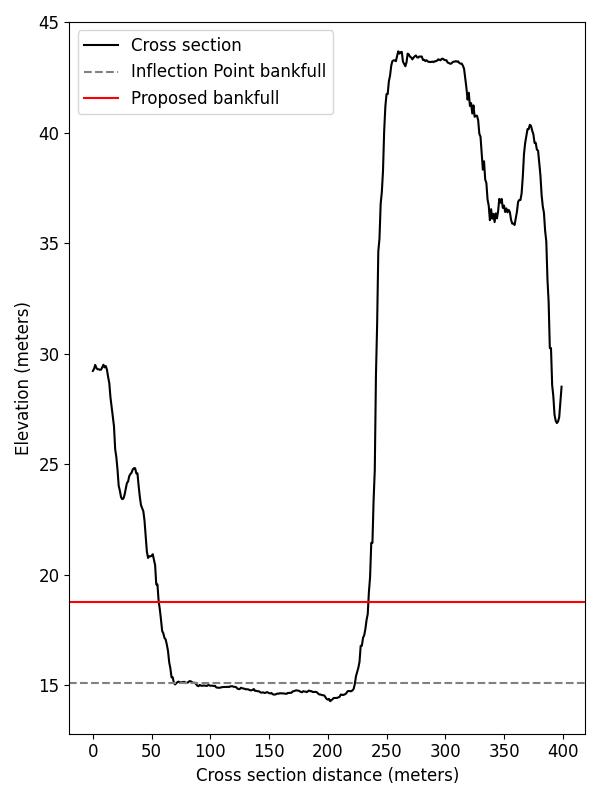 Cross section
Inflection Point bankfull
Proposed bankfull
Elevation (meters)
45
40
35
30
25
20
15
0 50 100 150 200 250 300 350 400
Cross section distance (meters)